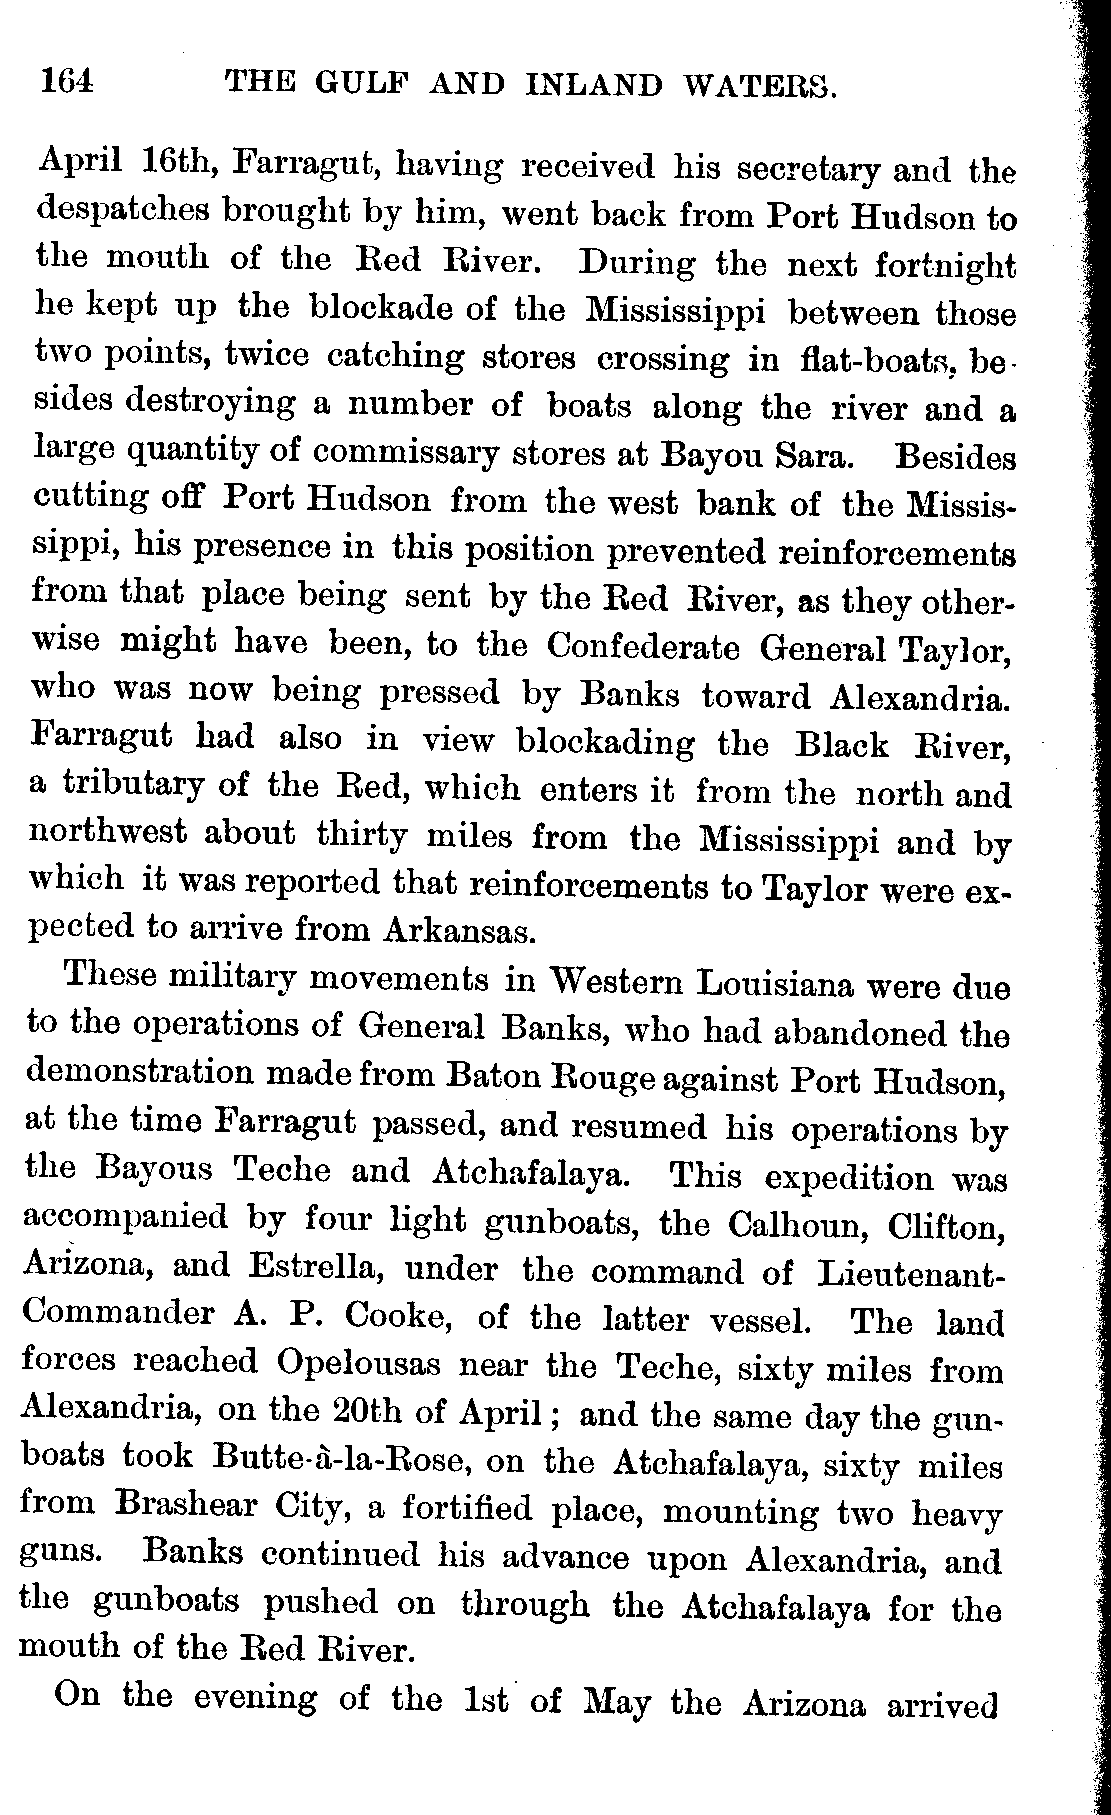 164 THE GULF AND INLAND WATERS.
April 16th, Farragut, having received his secretary and the
despatches brought by him, went back from Port Hudson to
the mouth of the Red River. During the next fortnight
he kept up the blockade of the Mississippi between those
two points, twice catching stores crossing in flat-boats, be-
sides destroying a number of boats along the river and a
large quantity of commissary stores at Bayou Sara. Besides
cutting off Port Hudson from the west bank of the Missis-
sippi, his presence in this position prevented reinforcements
from that place being sent by the Red River, as they other-
wise might have been, to the Confederate General Taylor,
who was now being pressed by Banks toward Alexandria.
Farragut had also in view blockading the Black River,
a tributary of the Red, which enters it from the north and
northwest about thirty miles from the Mississippi and by
which it was reported that reinforcements to Taylor were ex-
pected to arrive from Arkansas.
These military movements in Western Louisiana were due
to the operations of General Banks, who had abandoned the
demonstration made from Baton Rouge against Port Hudson,
at the time Farragut passed, and resumed his operations by
the Bayous Teche and Atchafalaya. This expedition was
accompanied by four light gunboats, the Calhoun, Clifton,
Arizona, and Estrella, under the command of Lieutenant-
Commander A. P. Cooke, of the latter vessel. The land
forces reached Opelousas near the Teche, sixty miles from
Alexandria, on the 20th of April; and the same day the gun-
boats took Butte-à-la-Rose, on the Atchafalaya, sixty miles
from Brashear City, a fortified place, mounting two heavy
guns. Banks continued his advance upon Alexandria, and
the gunboats pushed on through the Atchafalaya for the
mouth of the Red River.
On the evening of the 1st of May the Arizona arrived